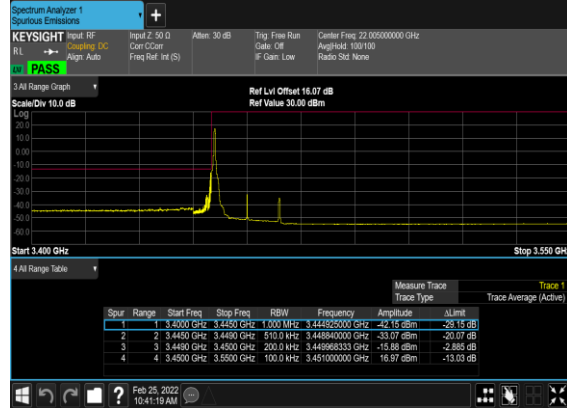 Spectrum Analyzer 1
Spurious Emissions
KEYSIGHT Input: RF Input Z: 50 Ω Atten: 30 dB Trig: Free Run Center Freq: 22.005000000 GHz
RL Coupling: DC Corr CCorr Gate: Off Avg|Hold: 100/100
Align: Auto Freq Ref: Int (S) IF Gain: Low Radio Std: None
PASS
3 All Range Graph
Ref Lvl Offset 16.07 dB
Scale/Div 10.0 dB Ref Value 30.00 dBm
Log
20.0
10.0
0.00
-10.0
-20.0
-30.0
-40.0
-50.0
-60.0
Start 3.400 GHz Stop 3.550 GHz
4 All Range Table
Measure Trace Trace 1
Trace Type Trace Average (Active)
Spur Range Start Freq Stop Freq RBW Frequency Amplitude ΔLimit
1 1 3.4000 GHz 3.4450 GHz 1.000 MHz 3.444925000 GHz -42.15 dBm -29.15 dB
2 2 3.4450 GHz 3.4490 GHz 510.0 kHz 3.448840000 GHz -33.07 dBm -20.07 dB
3 3 3.4490 GHz 3.4500 GHz 200.0 kHz 3.449968333 GHz -15.88 dBm -2.885 dB
4 4 3.4500 GHz 3.5500 GHz 100.0 kHz 3.451000000 GHz 16.97 dBm -13.03 dB
Feb 25, 2022
10:41:19 AM